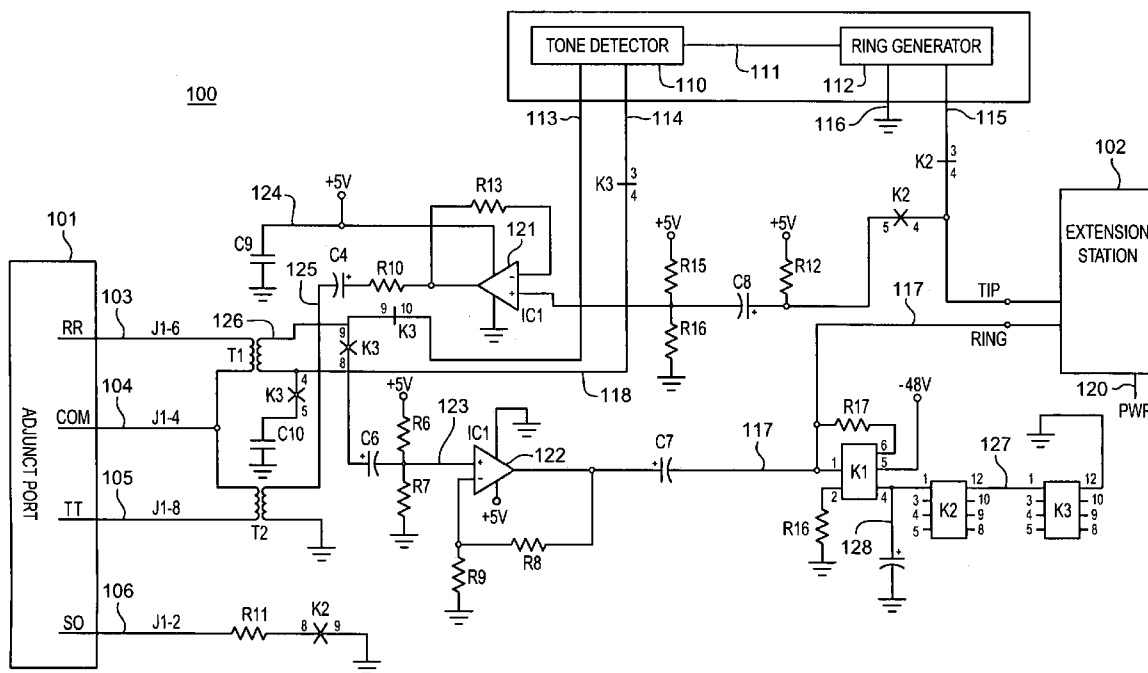 TONE DETECTOR
RING GENERATOR
111
110
112
100
113
114
116
115
102
K2 3 4
K3 3 4
124
+5V
R13
121
K2
5 4
EXTENSION STATION
101
C9
125
C4
R10
IC1
+5V
R15
+5V
R12
C8
R16
117
TIP
RING
103
126
9 10
K3
RR
J1-6
T1
9
K3
8
4
K3
5
118
104
COM
J1-4
C10
+5V
R6
123
IC1
122
C6
R7
+5V
C7
117
-48V
R17
120
PWR
ADJUNCT PORT
105
TT
J1-8
T2
R9
R8
1
2
K1
6
5
4
R16
128
1
3
4
5
K2
12
10
9
8
127
1
3
4
5
K3
12
10
9
8
106
SO
J1-2
R11
K2
8 9